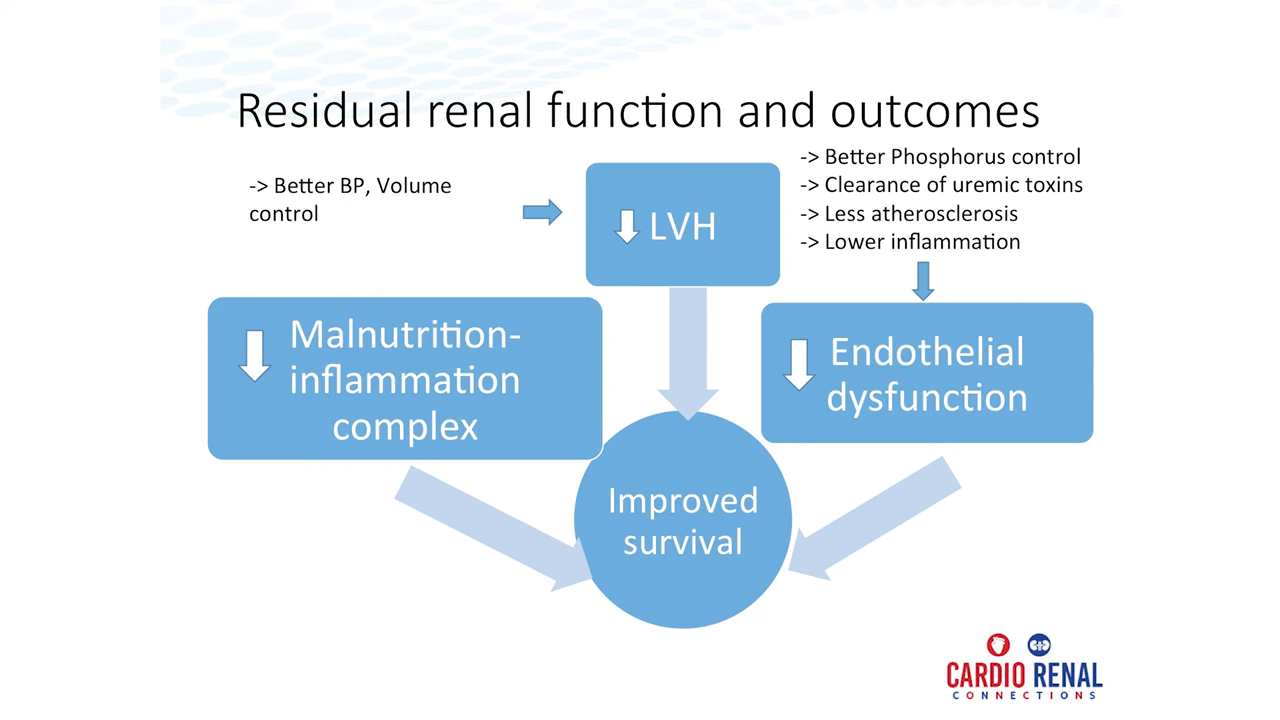 Residual renal function and outcomes
-> Better BP, Volume
control
LVH
-> Better Phosphorus control
-> Clearance of uremic toxins
-> Less atherosclerosis
-> Lower inflammation
Malnutrition-
inflammation
complex
Endothelial
dysfunction
Improved
survival
CARDIO RENAL
CONNECTIONS